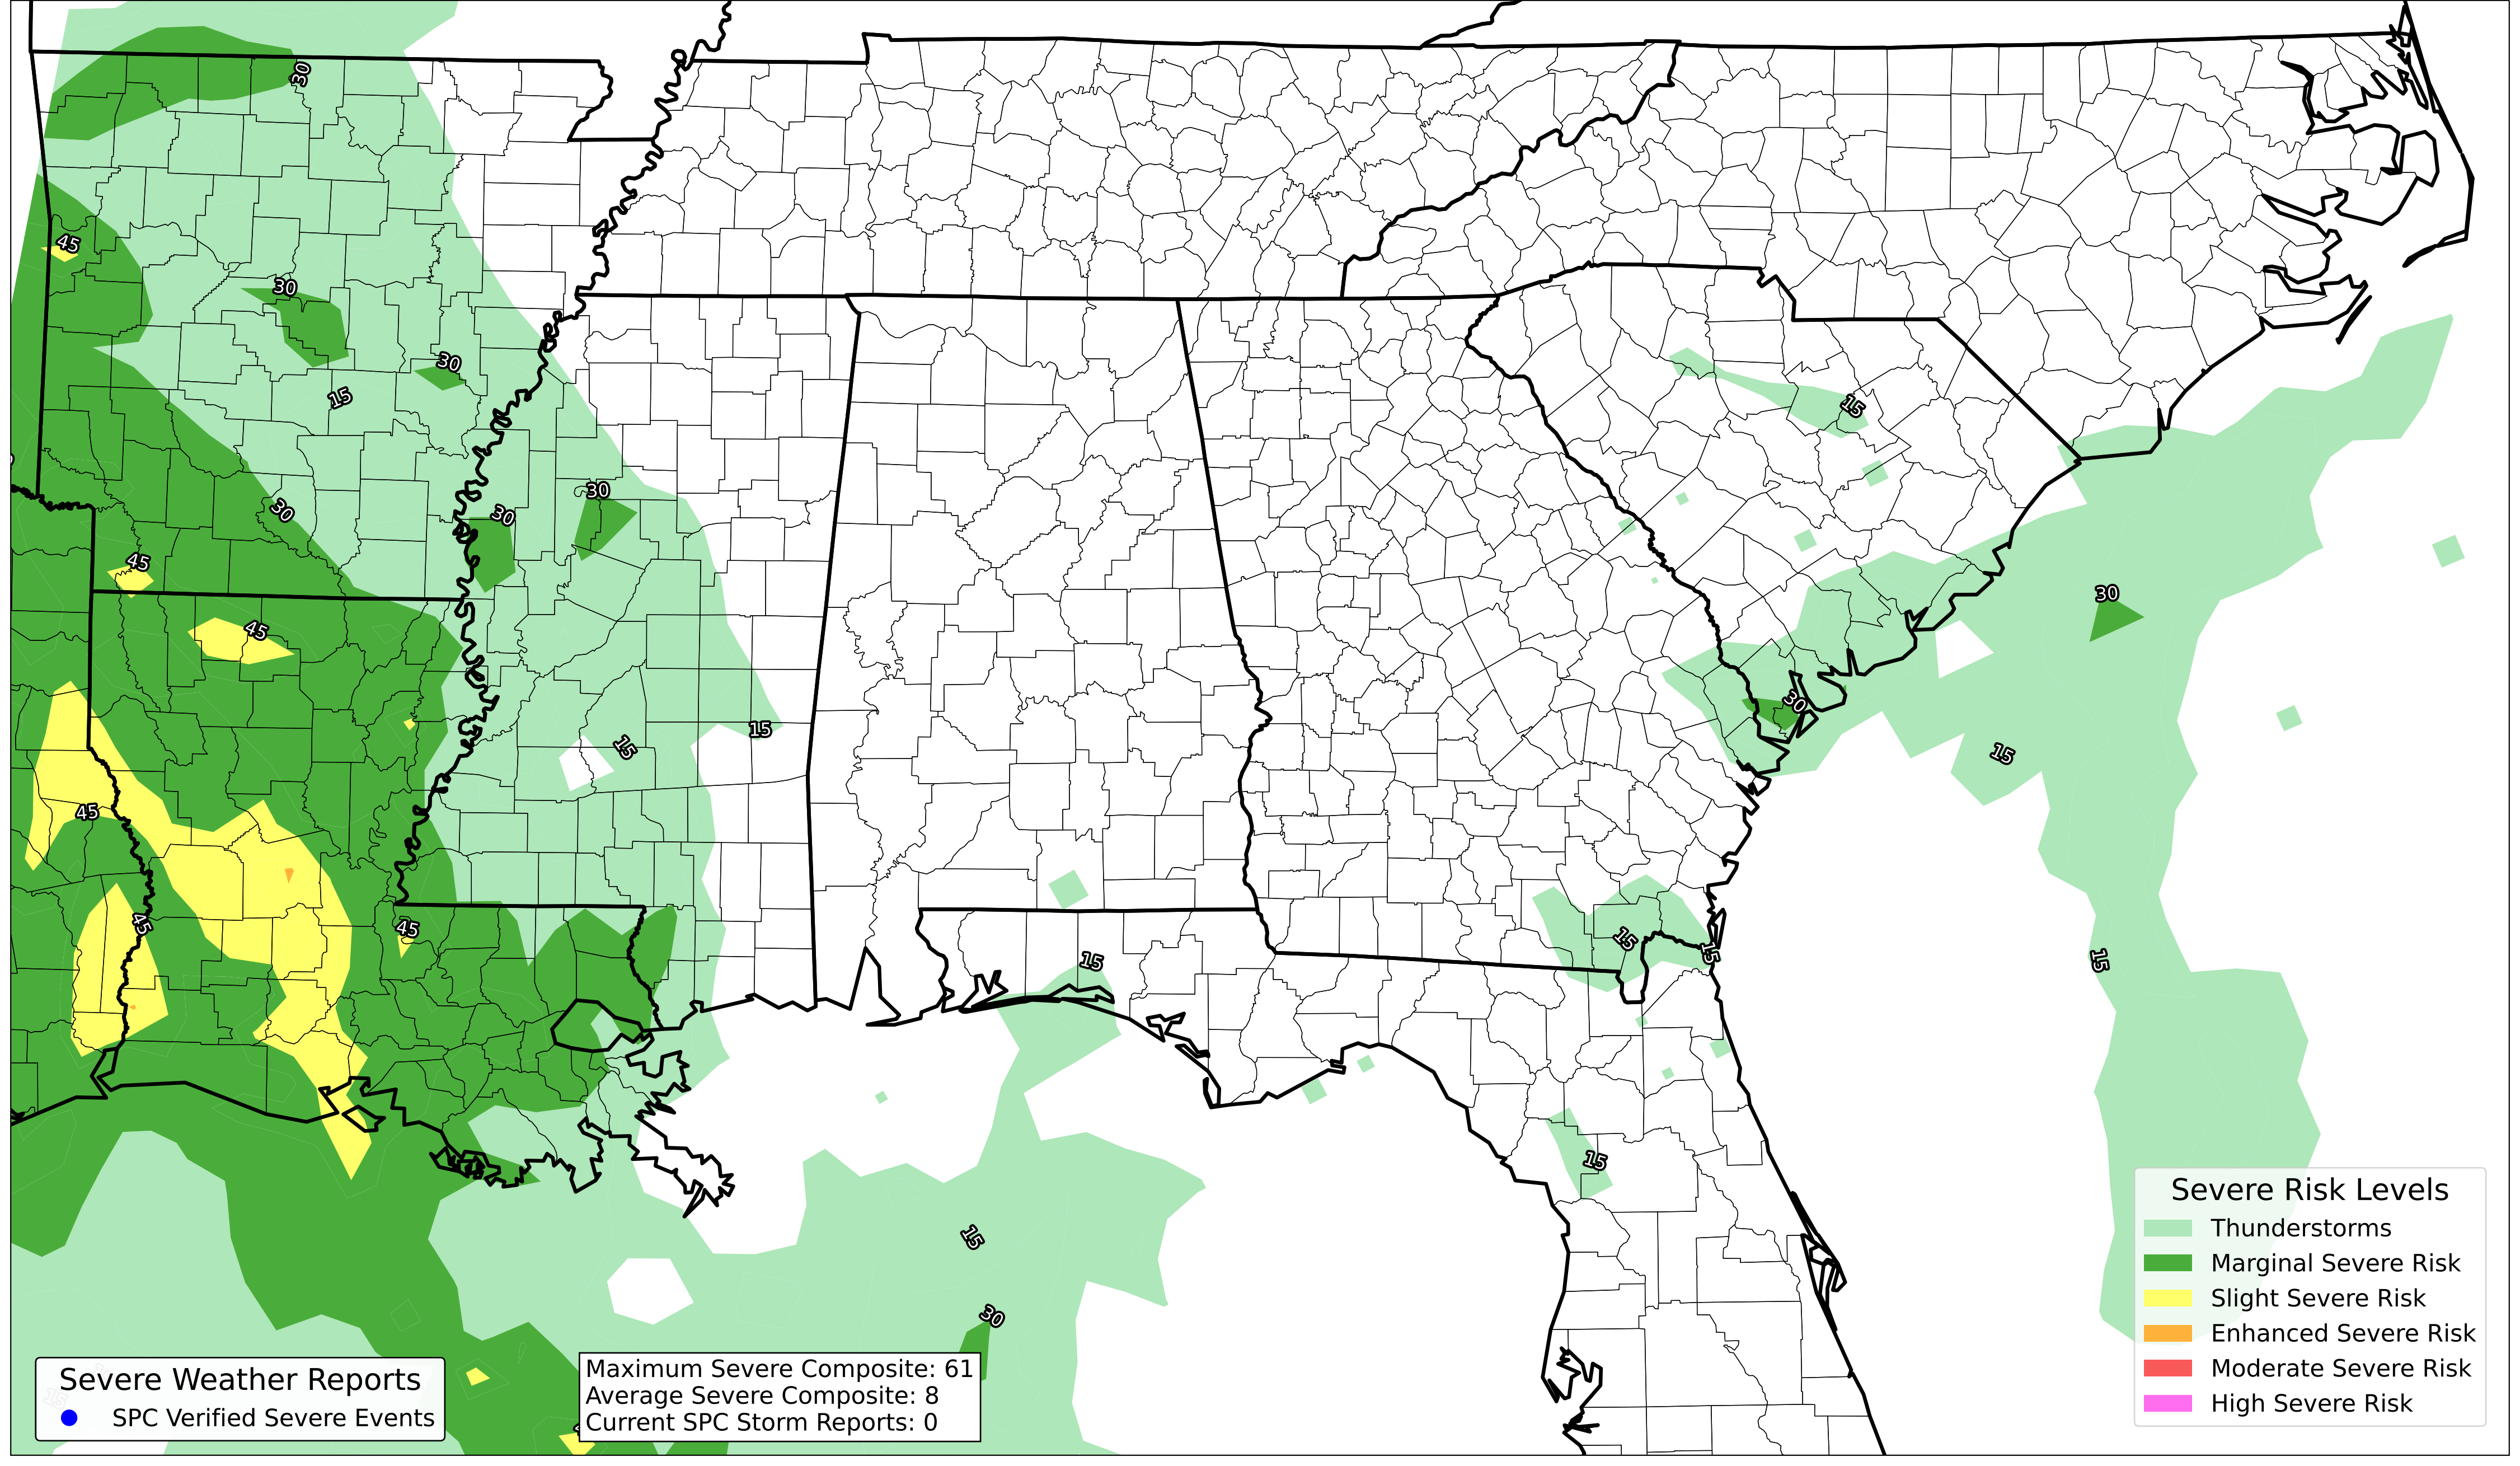 30
45
30
30
15
15
30
30
30
45
30
45
30
15
15
15
45
45
45
15
15
15
15
15
15
30
Severe Weather Reports
SPC Verified Severe Events
Maximum Severe Composite: 61
Average Severe Composite: 8
Current SPC Storm Reports: 0
Severe Risk Levels
Thunderstorms
Marginal Severe Risk
Slight Severe Risk
Enhanced Severe Risk
Moderate Severe Risk
High Severe Risk